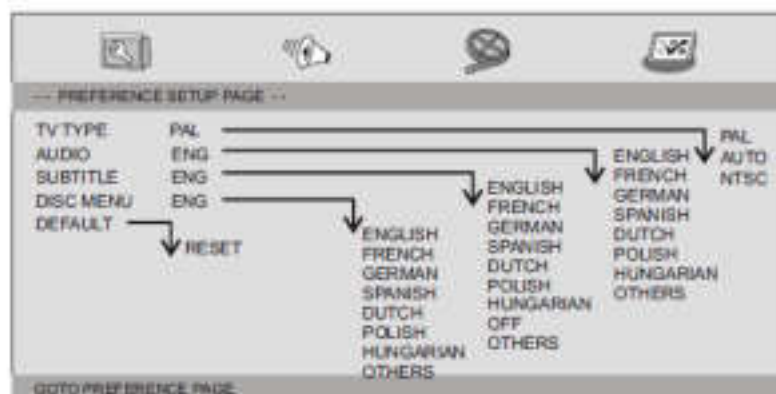 -- PREFERENCE SETUP PAGE --
TV TYPE PAL
AUDIO ENG
SUBTITLE ENG
DISC MENU ENG
DEFAULT
RESET
ENGLISH
FRENCH
GERMAN
SPANISH
DUTCH
POLISH
HUNGARIAN
OTHERS
ENGLISH
FRENCH
GERMAN
SPANISH
DUTCH
POLISH
HUNGARIAN
OFF
OTHERS
ENGLISH
FRIENCH
GERMAN
SPANISH
DUTCH
POLISH
HUNGARIAN
OTHERS
PAL
AUTO
NTSC
GOTO PREFERENCE PAGE